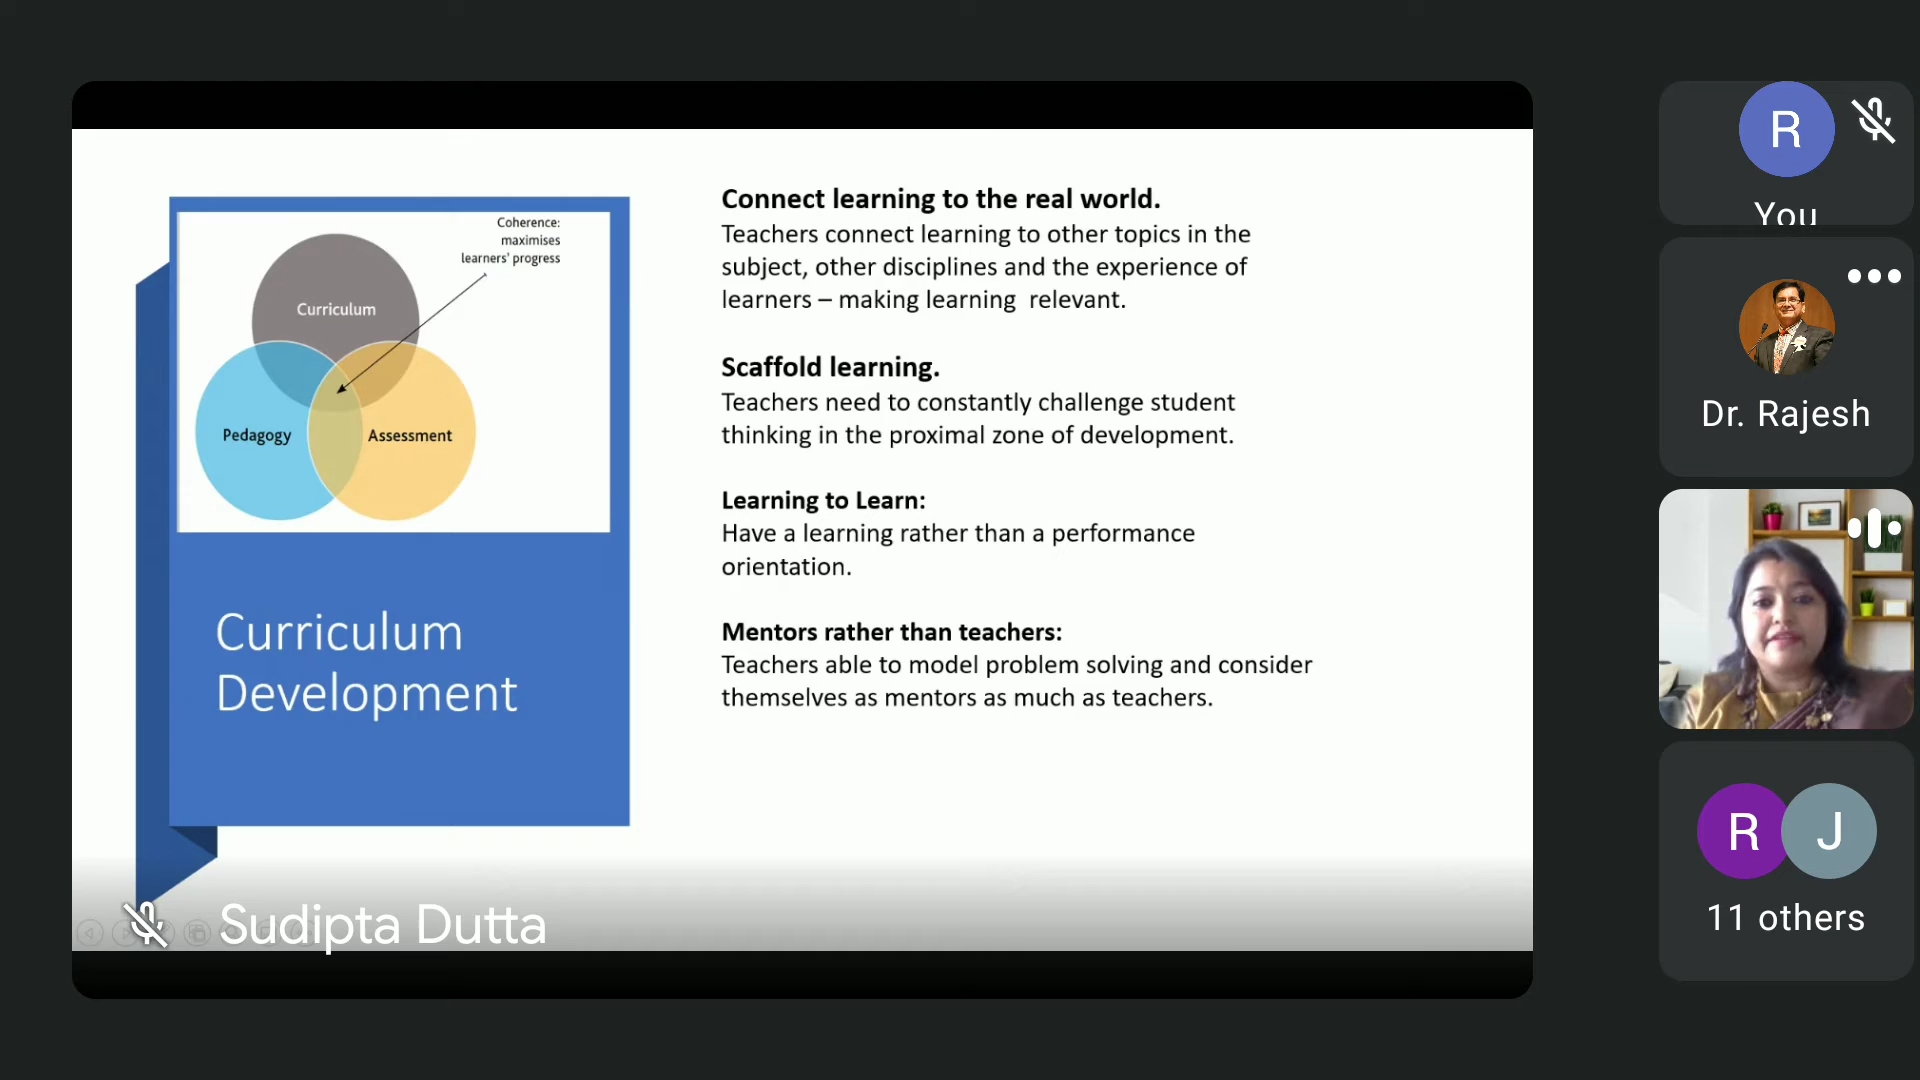 Coherence:
maximises
learners' progress
Curriculum
Pedagogy
Assessment
Curriculum
Development
Connect learning to the real world.
Teachers connect learning to other topics in the
subject, other disciplines and the experience of
learners – making learning relevant.
Scaffold learning.
Teachers need to constantly challenge student
thinking in the proximal zone of development.
Learning to Learn:
Have a learning rather than a performance
orientation.
Mentors rather than teachers:
Teachers able to model problem solving and consider
themselves as mentors as much as teachers.
Sudipta Dutta
R
You
Dr. Rajesh
R
J
11 others